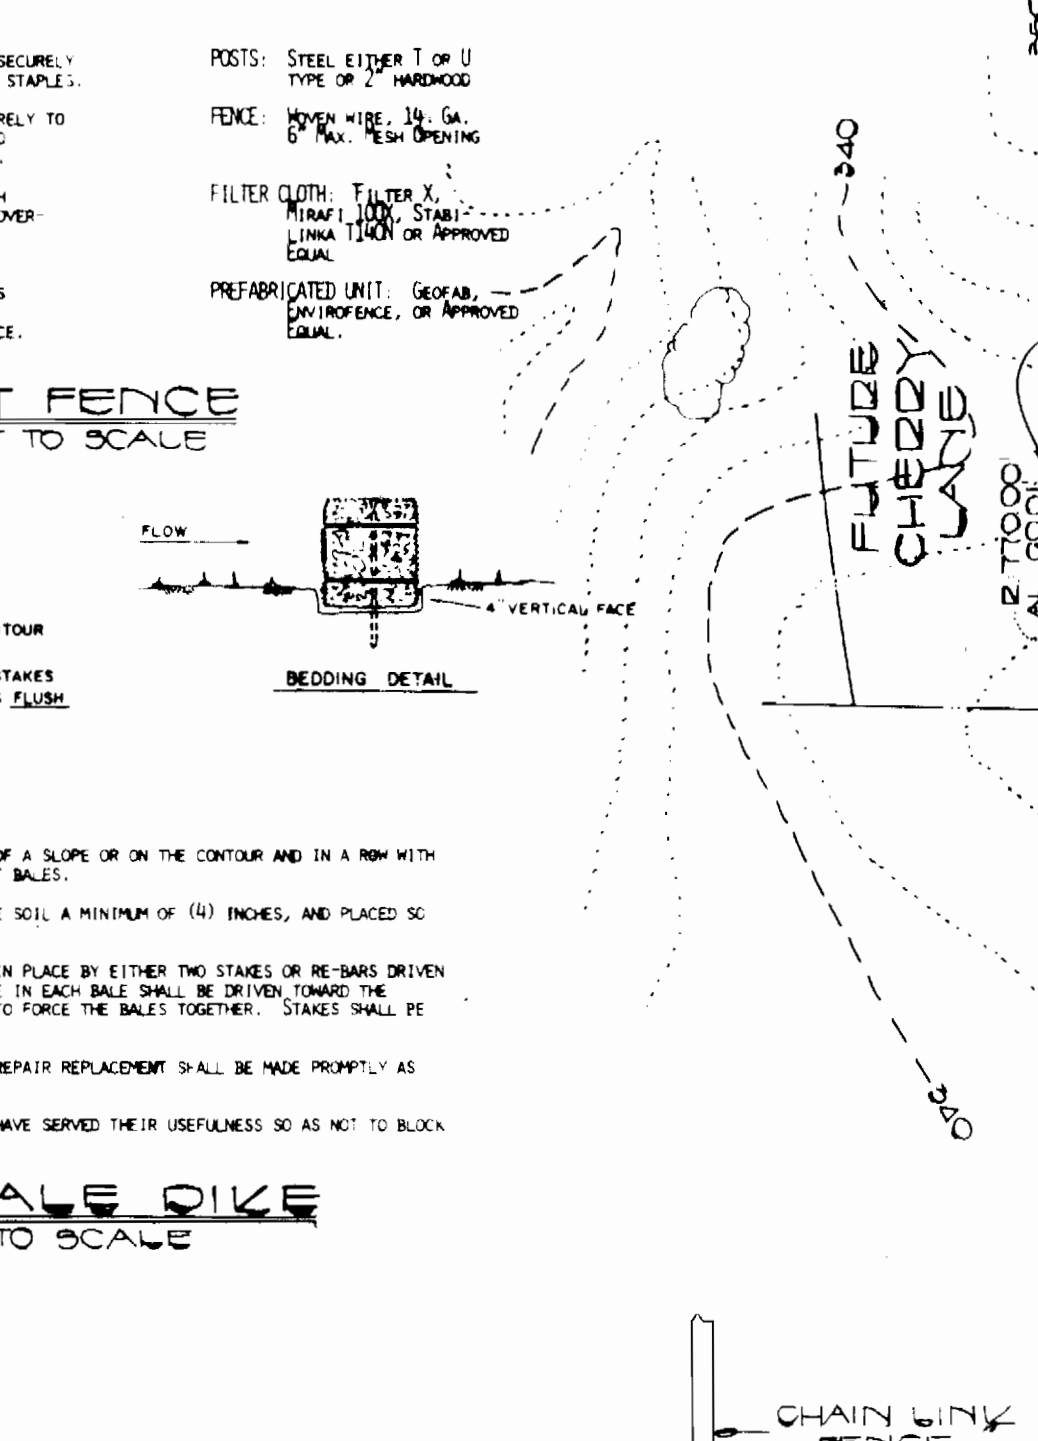 SECURELY
STAPLES.
RELY TO
OVER-
CE.
POSTS: STEEL EITHER T OR U
TYPE OR 2" HARDWOOD
FENCE: WOVEN WIRE, 14. GA.
6" MAX. MESH OPENING
FILTER CLOTH: FILTER X,
MIRAFI 100X, STABI-
LINKA T140N OR APPROVED
EQUAL
PREFABRICATED UNIT: GEOFAB,
ENVIROFENCE, OR APPROVED
EQUAL.
T FENCE
T TO SCALE
FLOW
4" VERTICAL FACE
BEDDING DETAIL
TOUR
STAKES
FLUSH
OF A SLOPE OR ON THE CONTOUR AND IN A ROW WITH
BALES.
SOIL A MINIMUM OF (4) INCHES, AND PLACED SO
IN PLACE BY EITHER TWO STAKES OR RE-BARS DRIVEN
IN EACH BALE SHALL BE DRIVEN TOWARD THE
TO FORCE THE BALES TOGETHER. STAKES SHALL BE
REPAIR REPLACEMENT SHALL BE MADE PROMPTLY AS
HAVE SERVED THEIR USEFULNESS SO AS NOT TO BLOCK
ALE DIKE
TO SCALE
340
FUTURE
CHERRY
LANE
R 77000
340
CHAIN LINK
FENCE